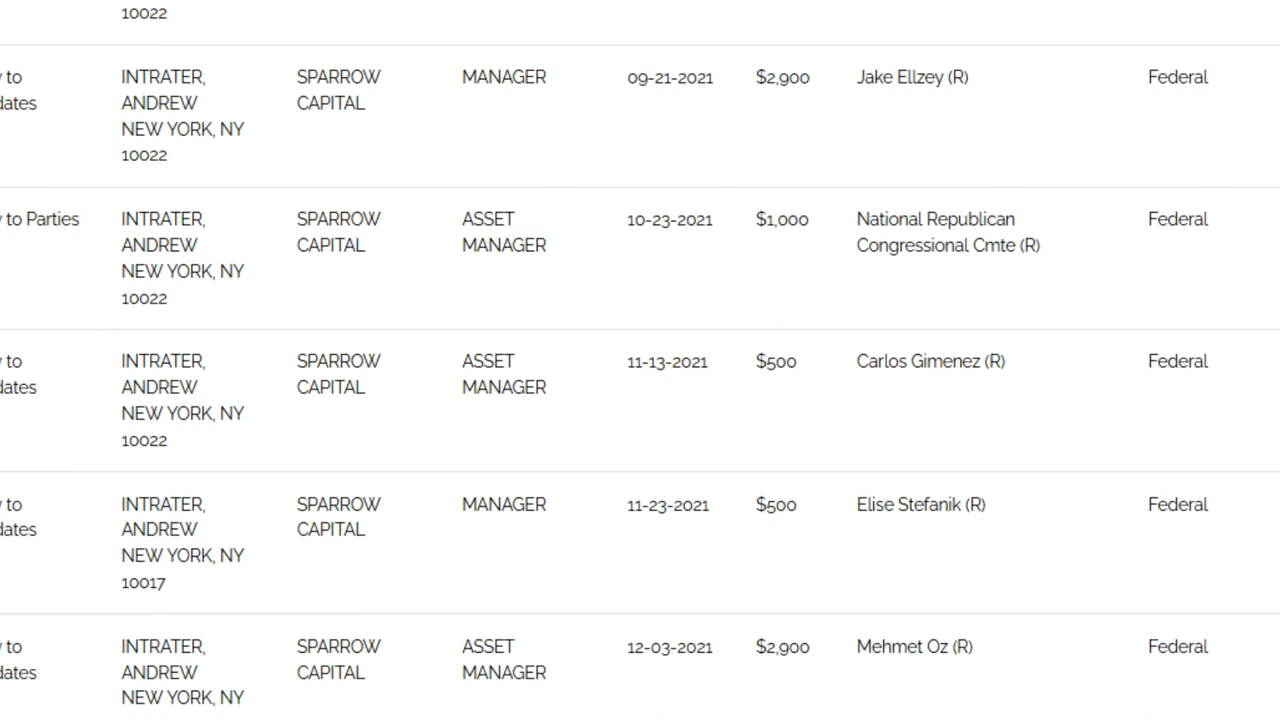 10022
to INTRATER, SPARROW MANAGER 09-21-2021 $2,900 Jake Ellzey (R) Federal
ANDREW CAPITAL
NEW YORK, NY
10022
to Parties INTRATER, SPARROW ASSET 10-23-2021 $1,000 National Republican Federal
ANDREW CAPITAL MANAGER Congressional Cmte (R)
NEW YORK, NY
10022
to INTRATER, SPARROW ASSET 11-13-2021 $500 Carlos Gimenez (R) Federal
ANDREW CAPITAL MANAGER
NEW YORK, NY
10022
to INTRATER, SPARROW MANAGER 11-23-2021 $500 Elise Stefanik (R) Federal
ANDREW CAPITAL
NEW YORK, NY
10017
to INTRATER, SPARROW ASSET 12-03-2021 $2,900 Mehmet Oz (R) Federal
ANDREW CAPITAL MANAGER
NEW YORK, NY